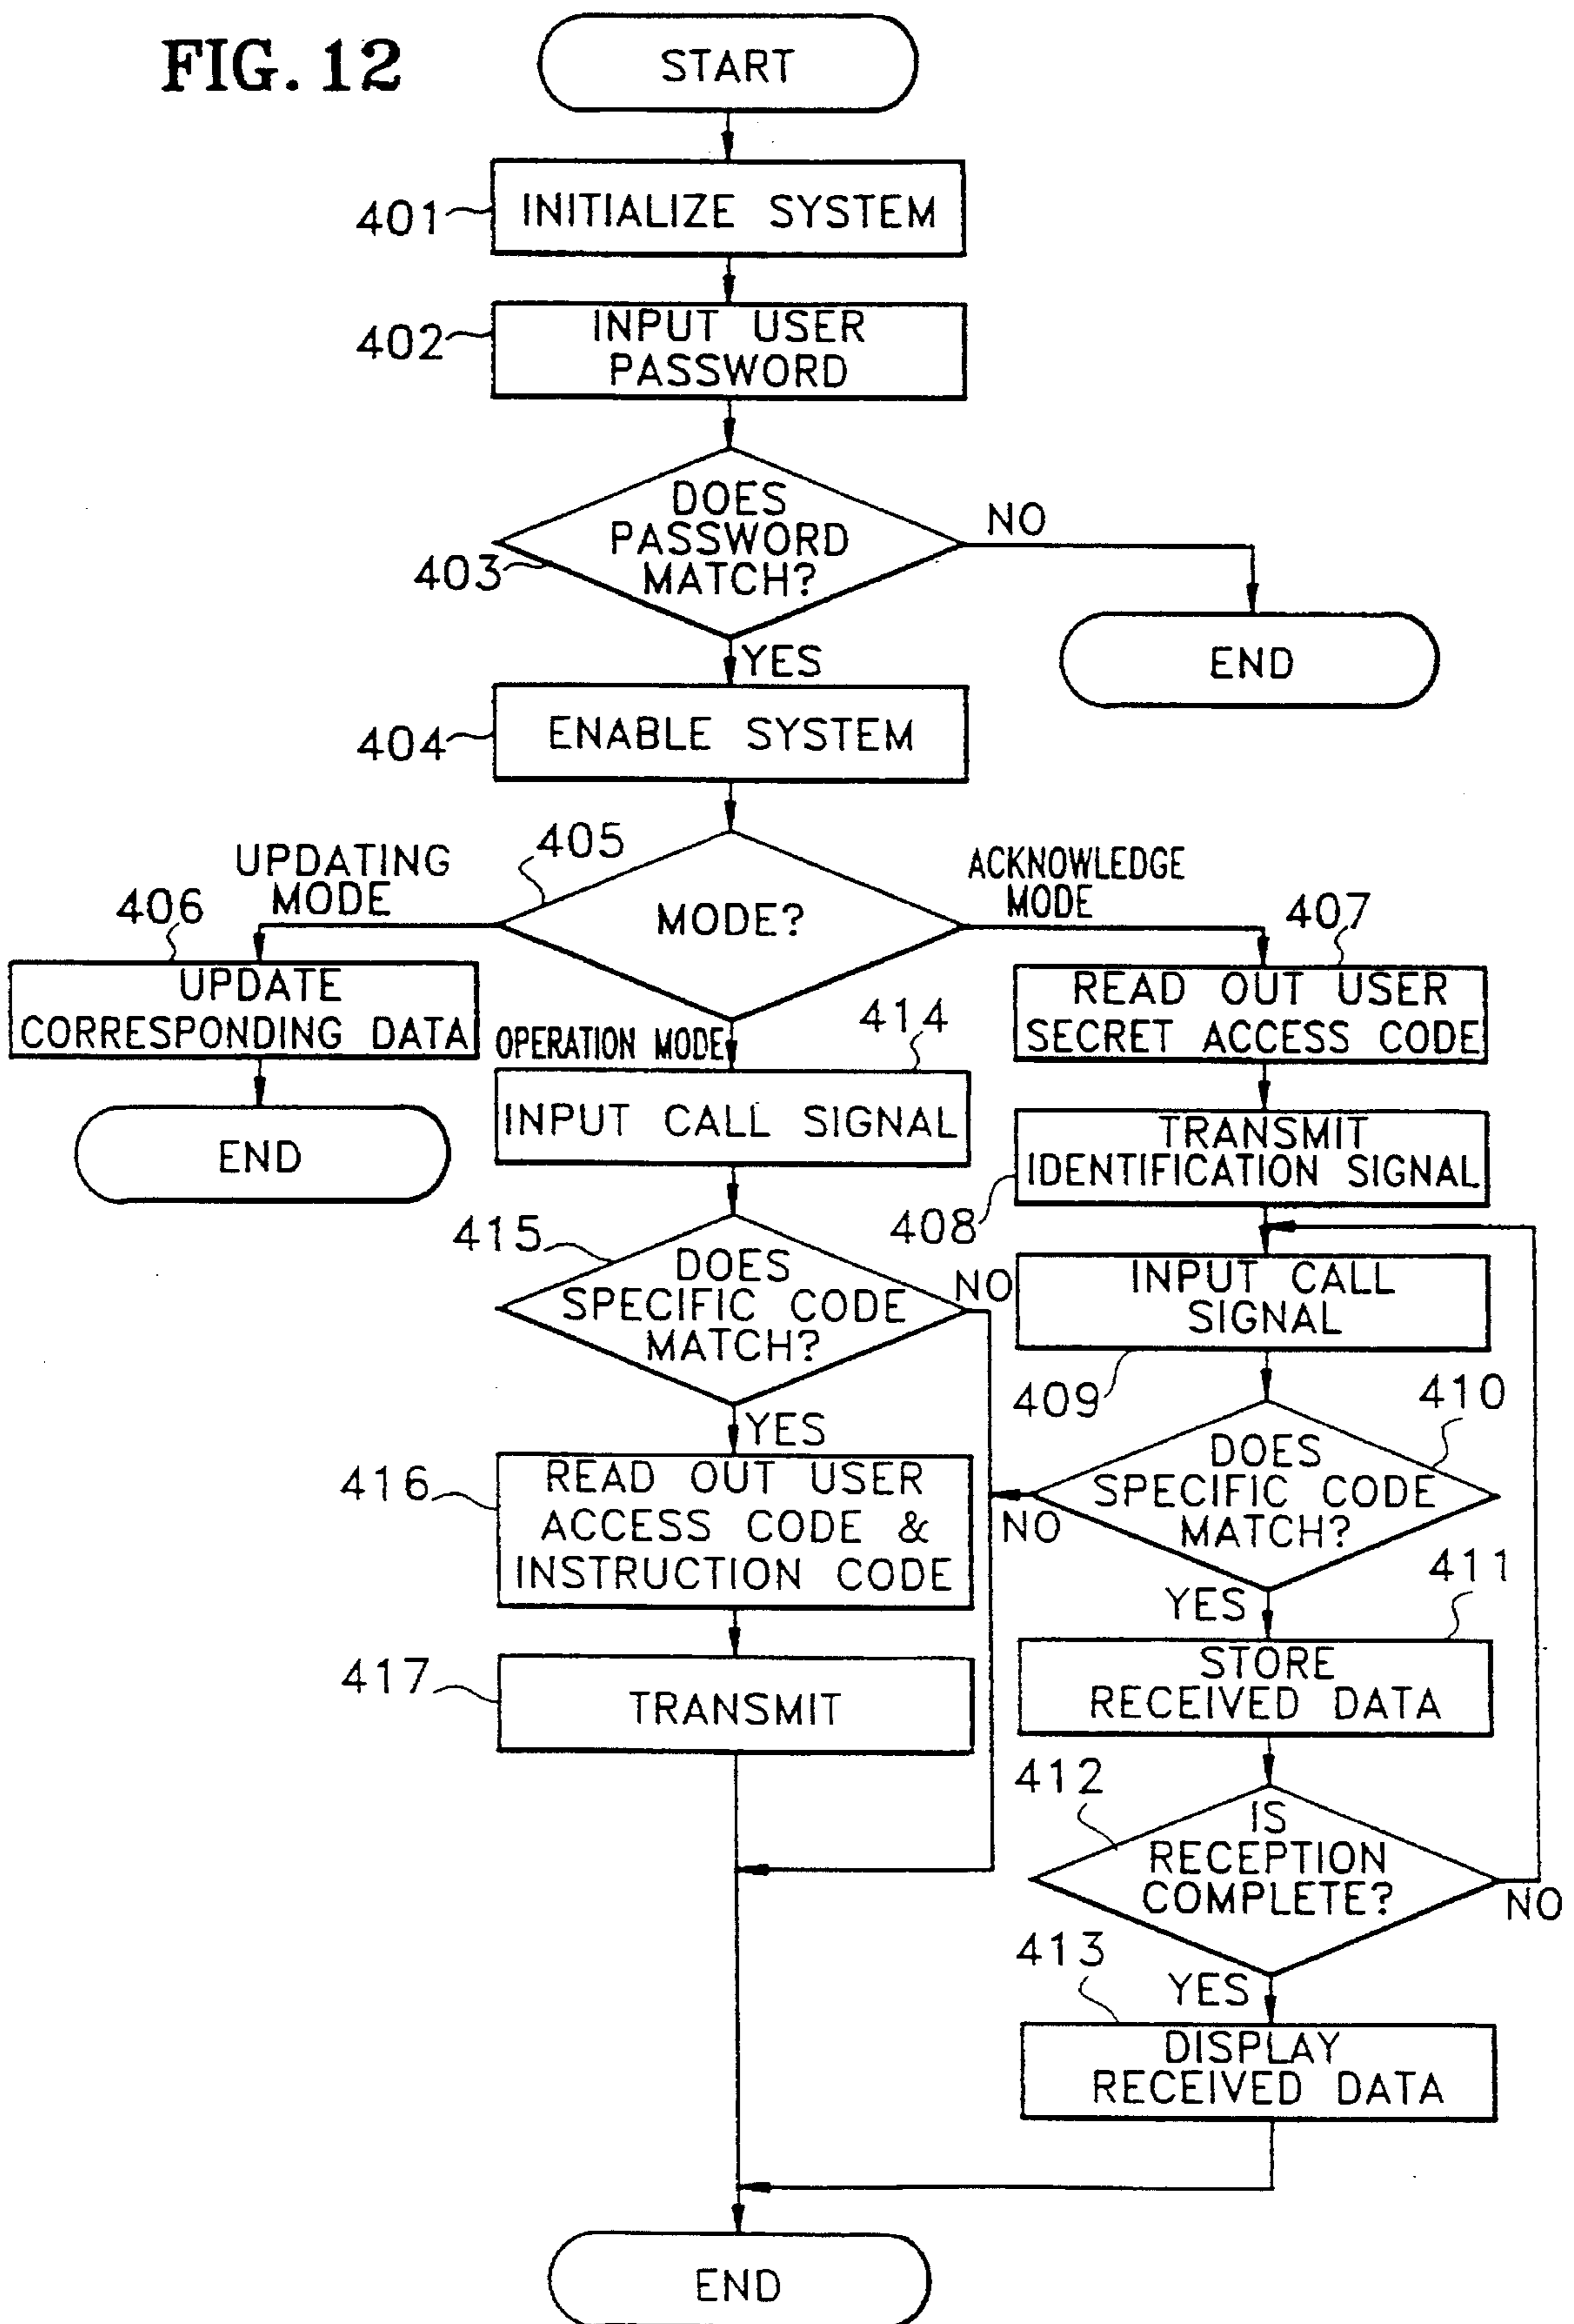 FIG. 12
START
401
INITIALIZE SYSTEM
402
INPUT USER
PASSWORD
DOES
PASSWORD
MATCH?
403
NO
END
YES
404
ENABLE SYSTEM
405
MODE?
UPDATING
MODE
406
UPDATE
CORRESPONDING DATA
END
ACKNOWLEDGE
MODE
407
READ OUT USER
SECRET ACCESS CODE
OPERATION MODE
414
INPUT CALL SIGNAL
TRANSMIT
IDENTIFICATION SIGNAL
408
415
DOES
SPECIFIC CODE
MATCH?
NO
INPUT CALL
SIGNAL
409
410
YES
416
READ OUT USER
ACCESS CODE &
INSTRUCTION CODE
DOES
SPECIFIC CODE
MATCH?
NO
YES
411
417
TRANSMIT
STORE
RECEIVED DATA
412
IS
RECEPTION
COMPLETE?
NO
413
YES
DISPLAY
RECEIVED DATA
END